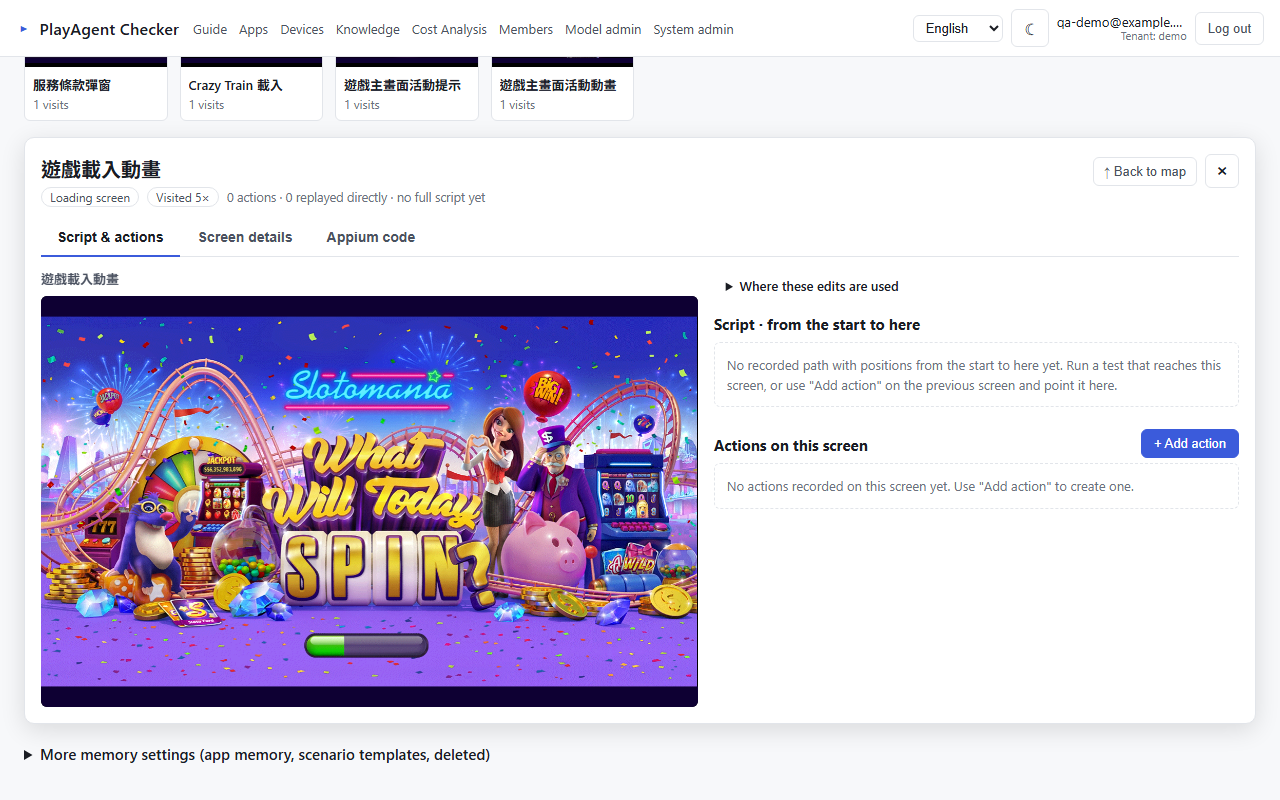 PlayAgent Checker
Guide
Apps
Devices
Knowledge
Cost Analysis
Members
Model admin
System admin
English
qa-demo@example....
Tenant: demo
Log out
服務條款彈窗
1 visits
Crazy Train 載入
1 visits
遊戲主畫面活動提示
1 visits
遊戲主畫面活動動畫
1 visits
遊戲載入動畫
↑ Back to map
×
Loading screen
Visited 5×
0 actions · 0 replayed directly · no full script yet
Script & actions
Screen details
Appium code
遊戲載入動畫
Slotomania
BIG WIN!
JACKPOT
JACKPOT
$
What
Will Today
SPIN?
777
WILD
Where these edits are used
Script · from the start to here
No recorded path with positions from the start to here yet. Run a test that reaches this
screen, or use "Add action" on the previous screen and point it here.
Actions on this screen
+ Add action
No actions recorded on this screen yet. Use "Add action" to create one.
More memory settings (app memory, scenario templates, deleted)